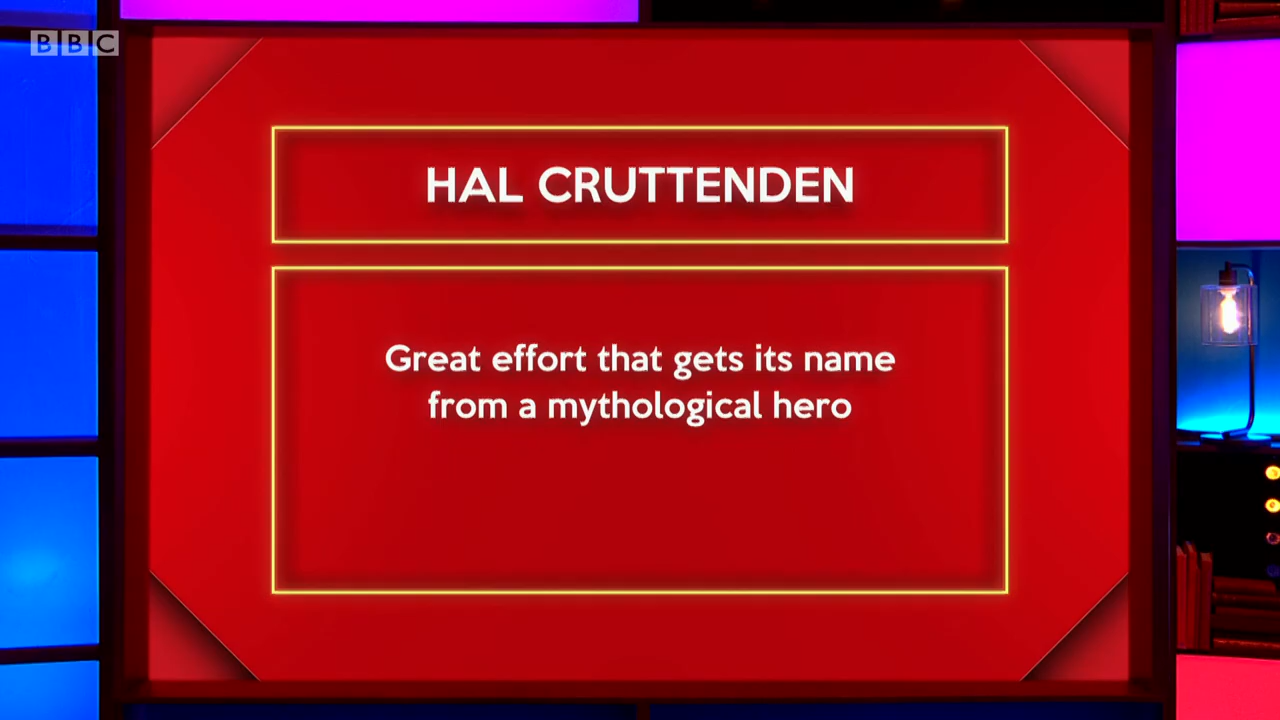 BBC
HAL CRUTTENDEN
Great effort that gets its name
from a mythological hero